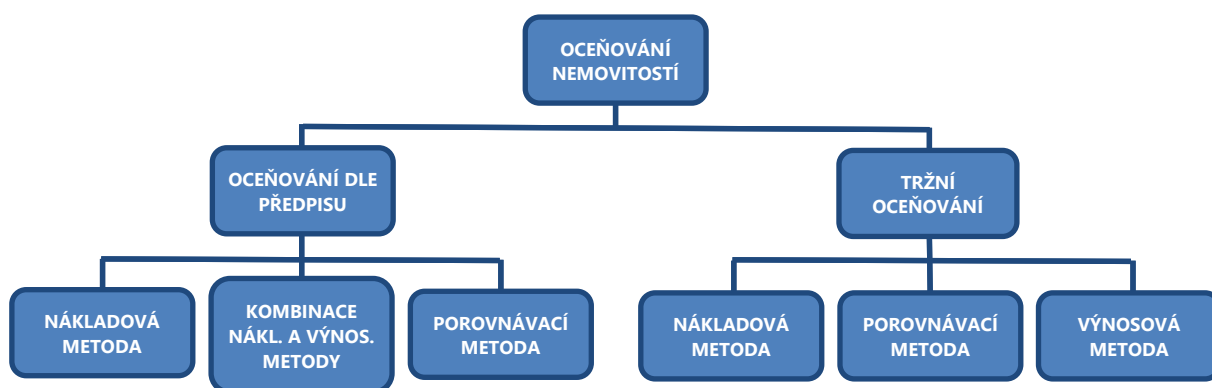 OCEŇOVÁNÍ
NEMOVITOSTÍ
OCEŇOVÁNÍ DLE
PŘEDPISU
TRŽNÍ
OCEŇOVÁNÍ
NÁKLADOVÁ
METODA
KOMBINACE
NÁKL. A VÝNOS.
METODY
POROVNÁVACÍ
METODA
NÁKLADOVÁ
METODA
POROVNÁVACÍ
METODA
VÝNOSOVÁ
METODA